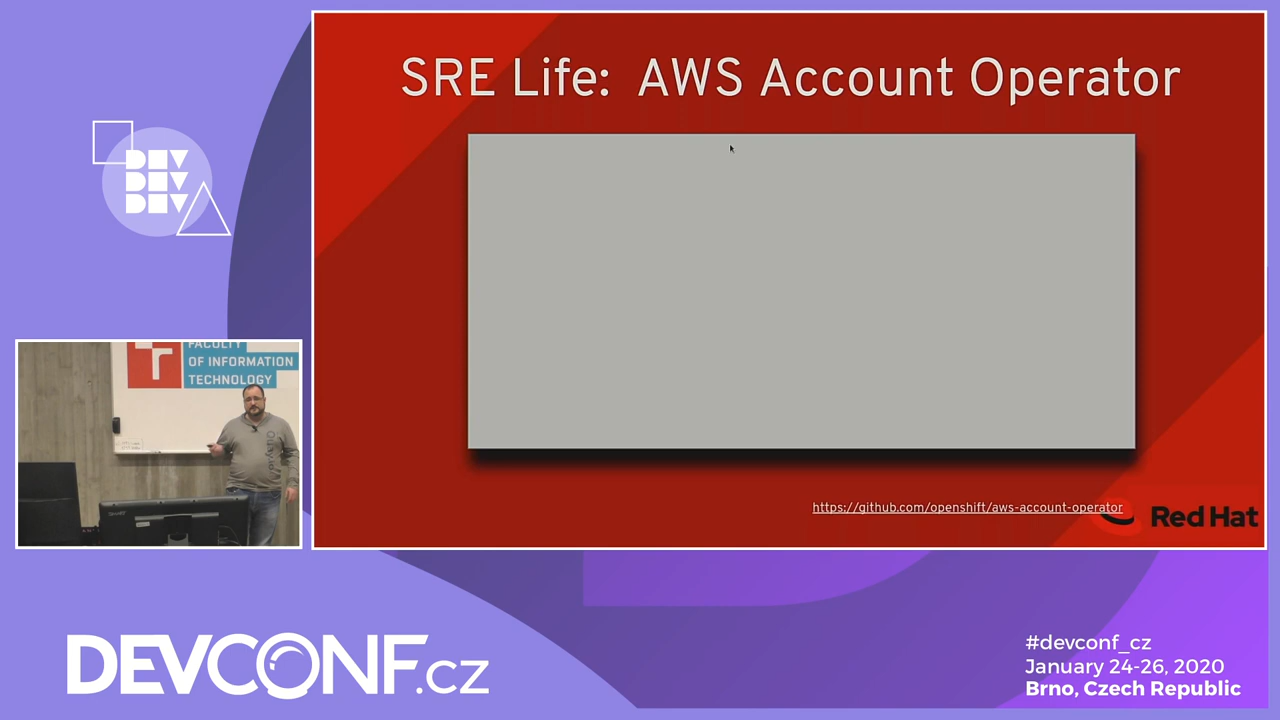 SRE Life: AWS Account Operator
DEV
DEV
DEV
FACULTY
OF INFORMATION
TECHNOLOGY
https://github.com/openshift/aws-account-operator
Red Hat
DEVCONF.cz
#devconf_cz
January 24-26, 2020
Brno, Czech Republic